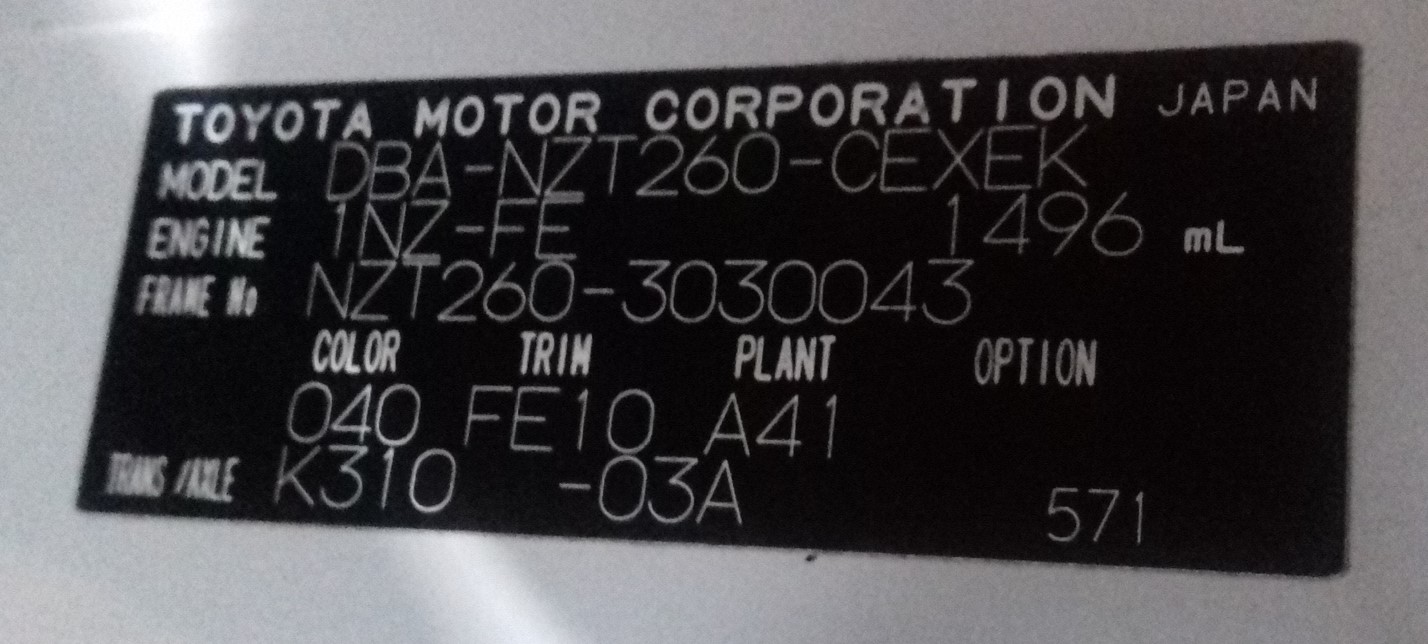 TOYOTA MOTOR CORPORATION JAPAN
MODEL DBA-NZT260-CEXEK
ENGINE 1NZ-FE 1496 mL
FRAME No NZT260-3030043
COLOR TRIM PLANT OPTION
040 FE10 A41
TRANS/AXLE K310 -03A 571